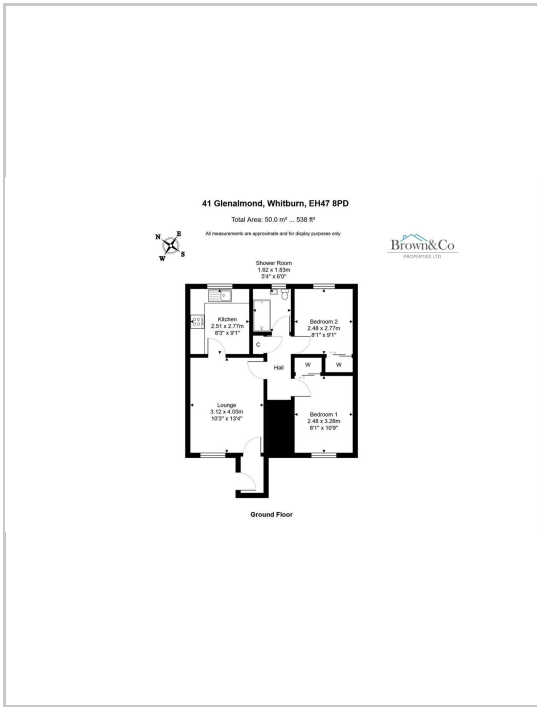 41 Glenalmond, Whitburn, EH47 8PD
Total Area: 50.0 m² ... 538 ft²
All measurements are approximate and for display purposes only
N E
W S
Brown&Co
PROPERTIES LTD
Shower Room
1.62 x 1.83m
5'4" x 6'0"
Kitchen
2.51 x 2.77m
8'3" x 9'1"
Bedroom 2
2.48 x 2.77m
8'1" x 9'1"
C
Hall
W
W
Lounge
3.12 x 4.05m
10'3" x 13'4"
Bedroom 1
2.48 x 3.28m
8'1" x 10'9"
Ground Floor